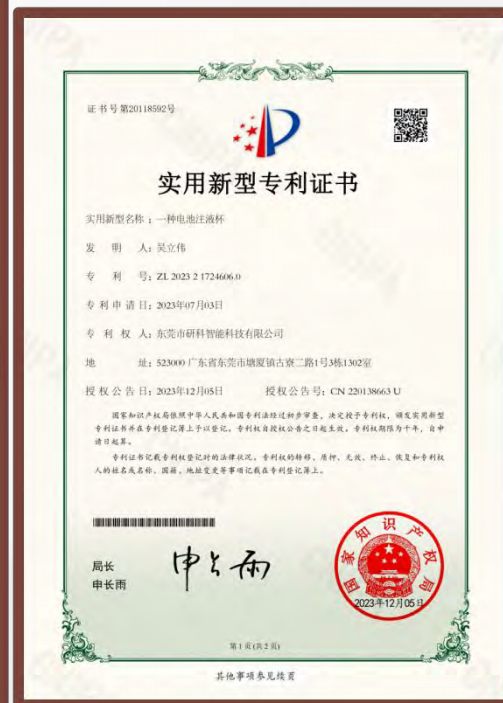 证书号第20118592号
实用新型专利证书
实用新型名称：一种电池注液杯
发 明 人：吴立伟
专 利 号：ZL 2023 2 1724606.0
专利申请日：2023年07月03日
专 利 权 人：东莞市研科智能科技有限公司
地 址：523000 广东省东莞市塘厦镇古寮二路1号3栋1302室
授权公告日：2023年12月05日 授权公告号：CN 220138663 U
国家知识产权局依照中华人民共和国专利法经过初步审查，决定授予专利权，颁发实用新型
专利证书并在专利登记簿上予以登记。专利权自授权公告之日起生效。专利权期限为十年，自申
请日起算。
专利证书记载专利权登记时的法律状况。专利权的转移、质押、无效、终止、恢复和专利权
人的姓名或名称、国籍、地址变更等事项记载在专利登记簿上。
局长
申长雨
申长雨
国家知识产权局
2023年12月05日
第1页(共2页)
其他事项参见续页